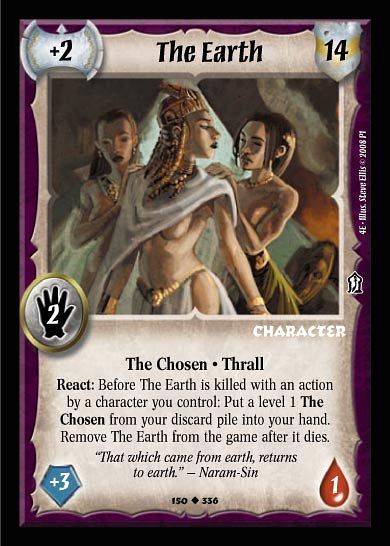 +2
The Earth
14
4E • Illus. Steve Ellis © 2008 PI
2
CHARACTER
The Chosen • Thrall
React: Before The Earth is killed with an action
by a character you control: Put a level 1 The
Chosen from your discard pile into your hand.
Remove The Earth from the game after it dies.
“That which came from earth, returns
to earth.” – Naram-Sin
+3
1
150 ◆ 336